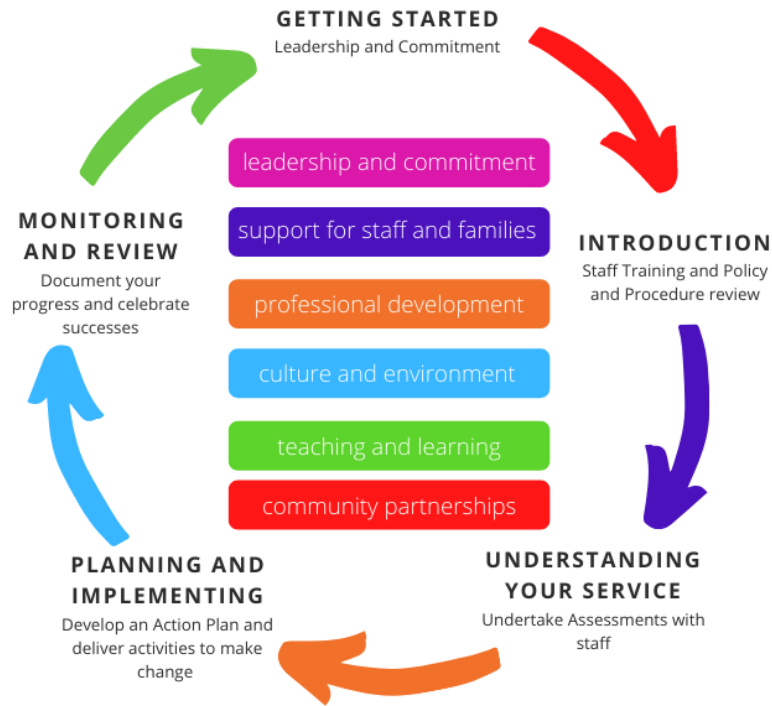 GETTING STARTED
Leadership and Commitment
leadership and commitment
support for staff and families
professional development
culture and environment
teaching and learning
community partnerships
INTRODUCTION
Staff Training and Policy
and Procedure review
UNDERSTANDING
YOUR SERVICE
Undertake Assessments with
staff
PLANNING AND
IMPLEMENTING
Develop an Action Plan and
deliver activities to make
change
MONITORING
AND REVIEW
Document your
progress and celebrate
successes